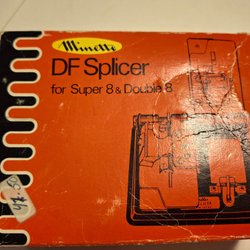 Minette
DF Splicer
for Super 8 & Double 8